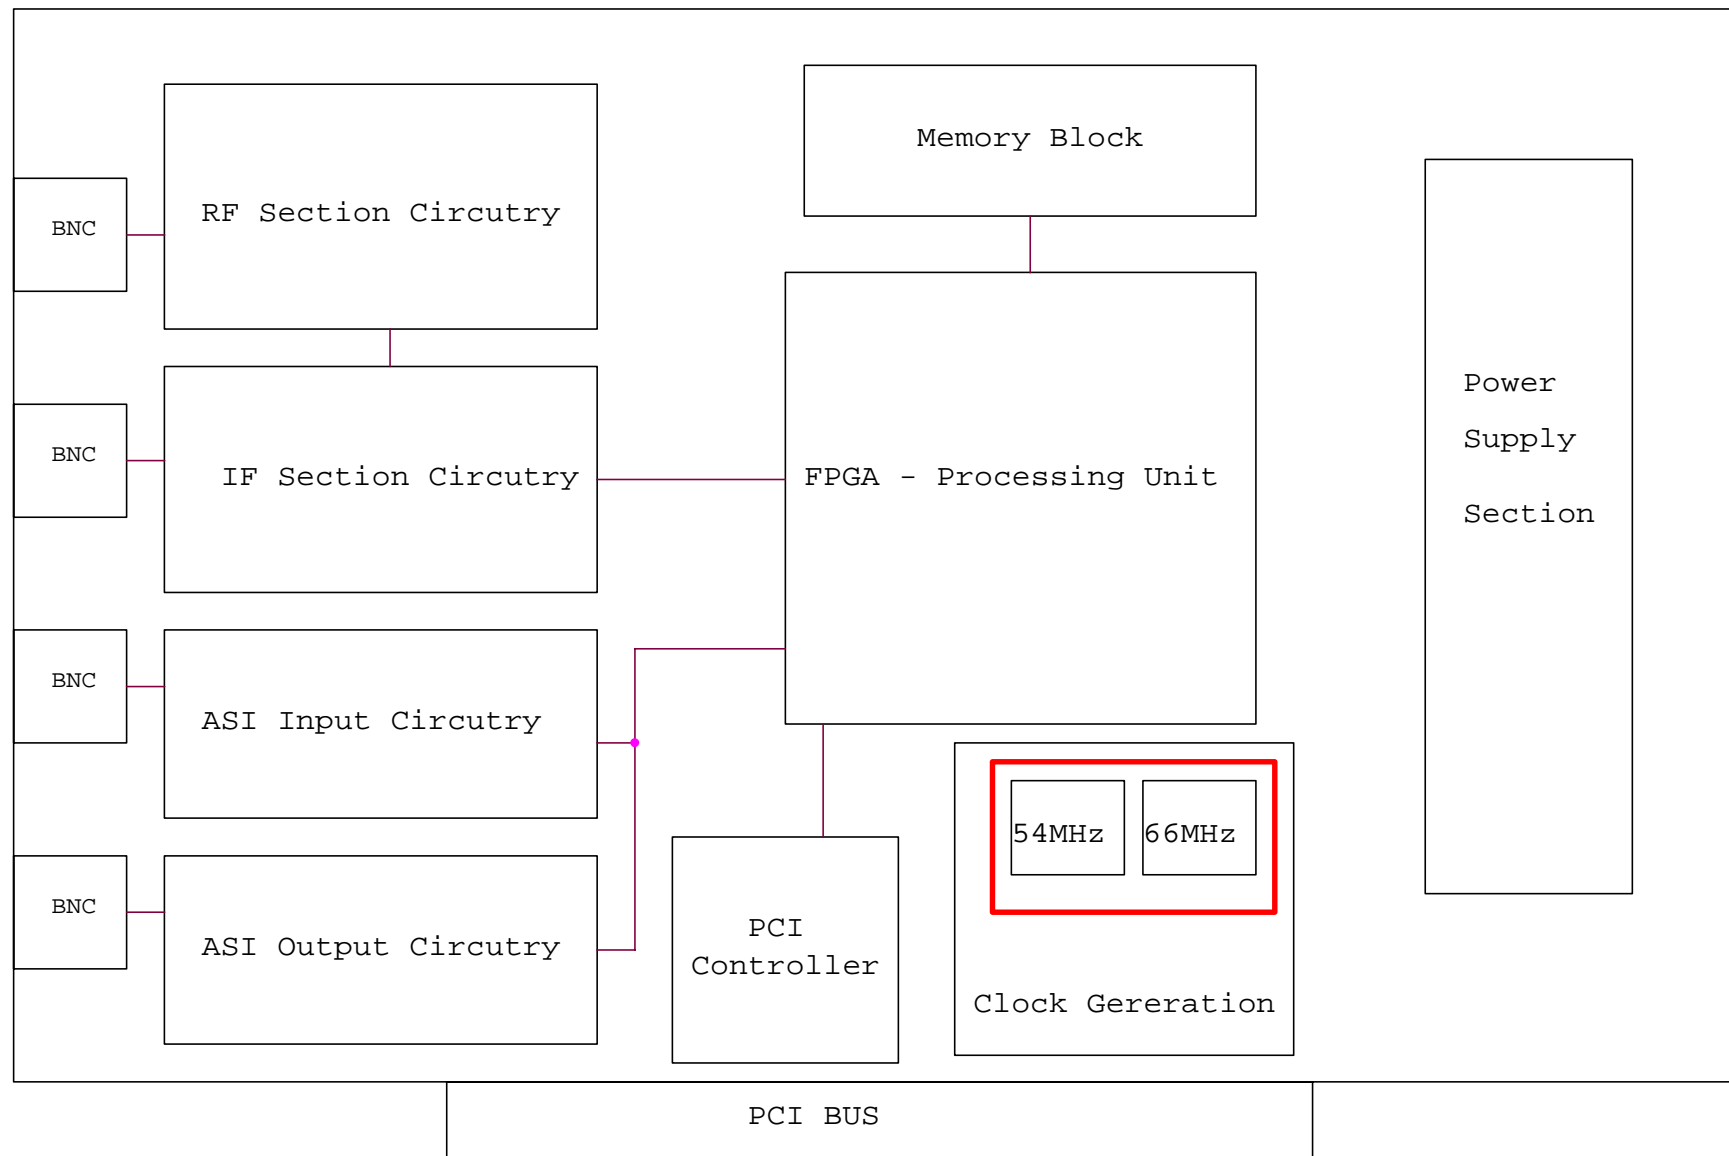 Memory Block
BNC
RF Section Circutry
BNC
IF Section Circutry
FPGA - Processing Unit
Power
Supply
Section
BNC
ASI Input Circutry
54MHz
66MHz
BNC
ASI Output Circutry
PCI
Controller
Clock Gereration
PCI BUS